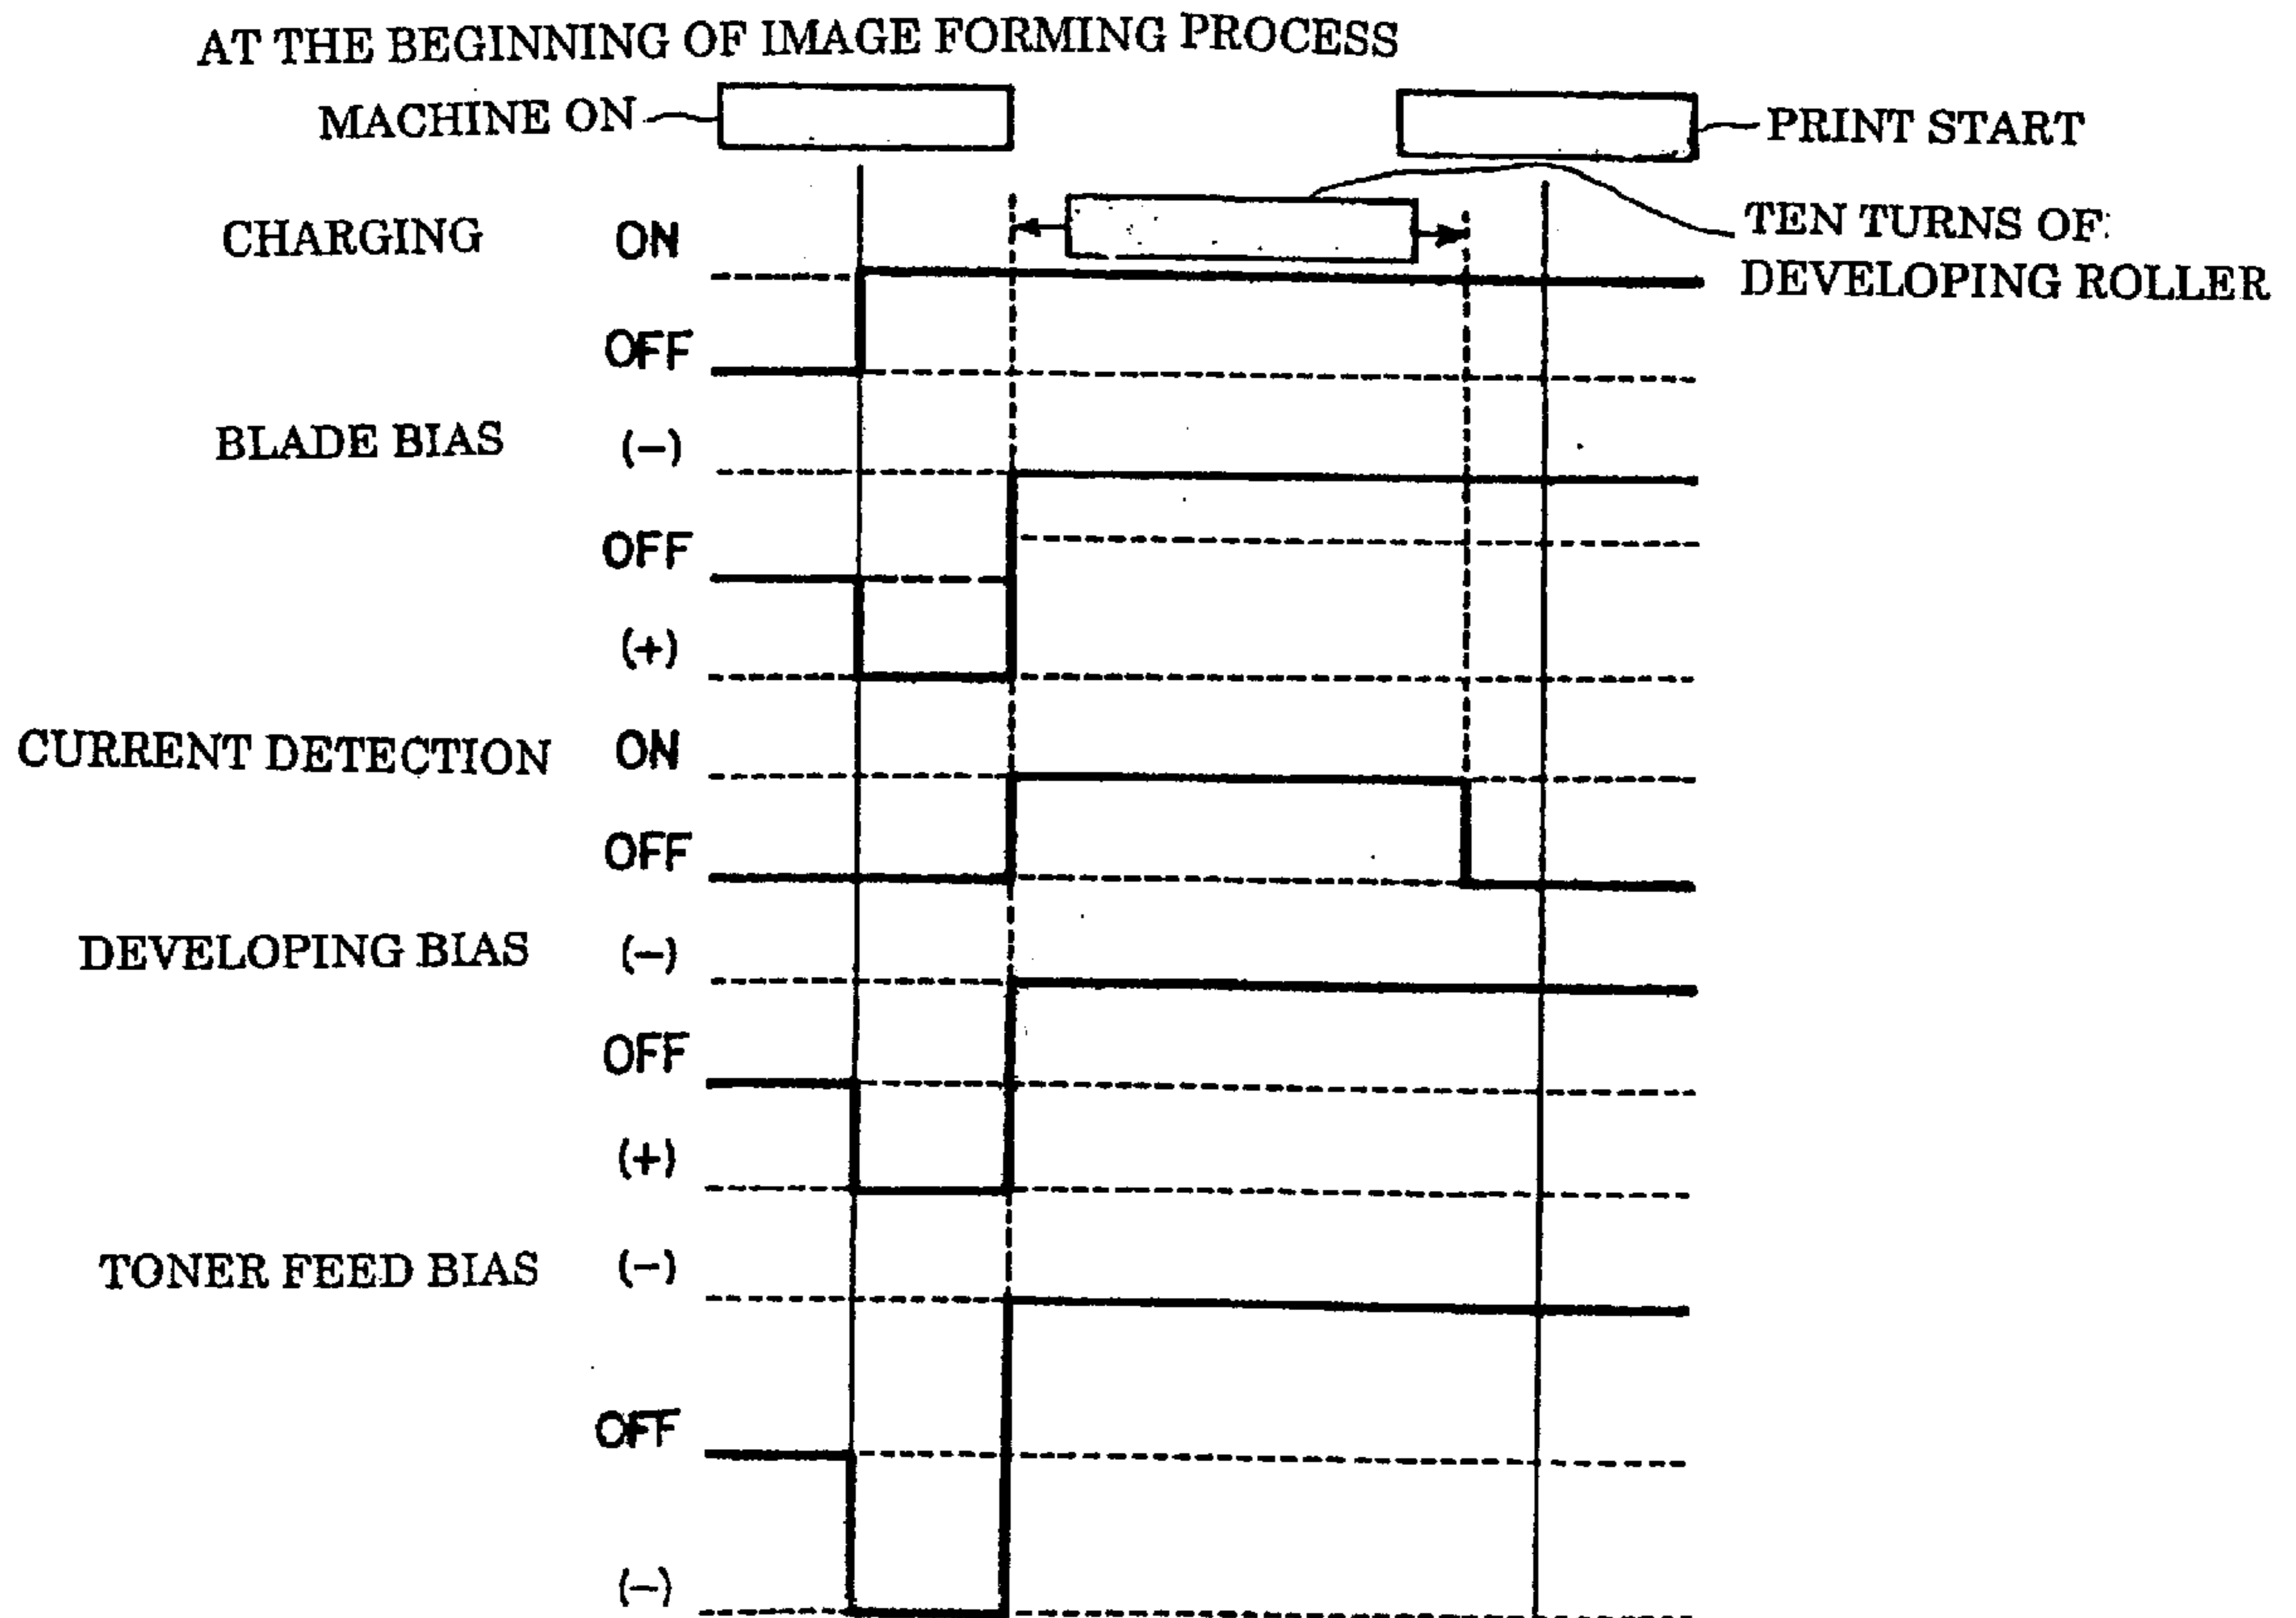 AT THE BEGINNING OF IMAGE FORMING PROCESS
MACHINE ON
PRINT START
TEN TURNS OF
DEVELOPING ROLLER
CHARGING ON
OFF
BLADE BIAS (−)
OFF
(+)
CURRENT DETECTION ON
OFF
DEVELOPING BIAS (−)
OFF
(+)
TONER FEED BIAS (−)
OFF
(−)